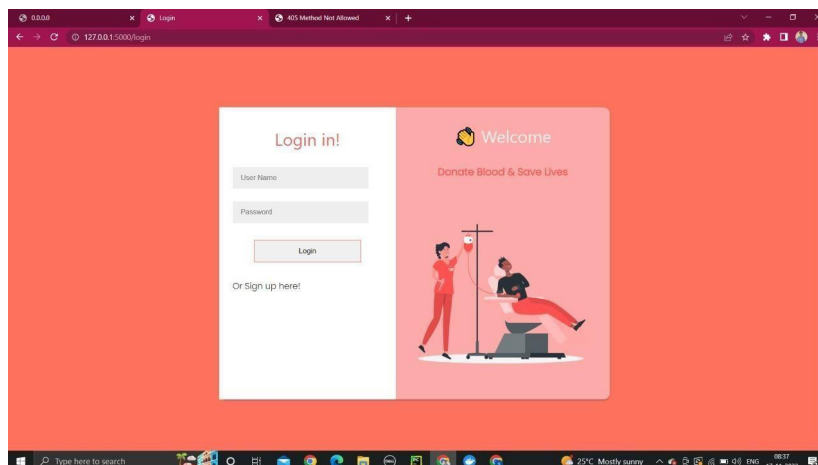 0.0.0.0
Login
405 Method Not Allowed
127.0.0.1:5000/login
Login in!
User Name
Password
Login
Or Sign up here!
Welcome
Donate Blood & Save Lives
Type here to search
25°C Mostly sunny
ENG
08:37